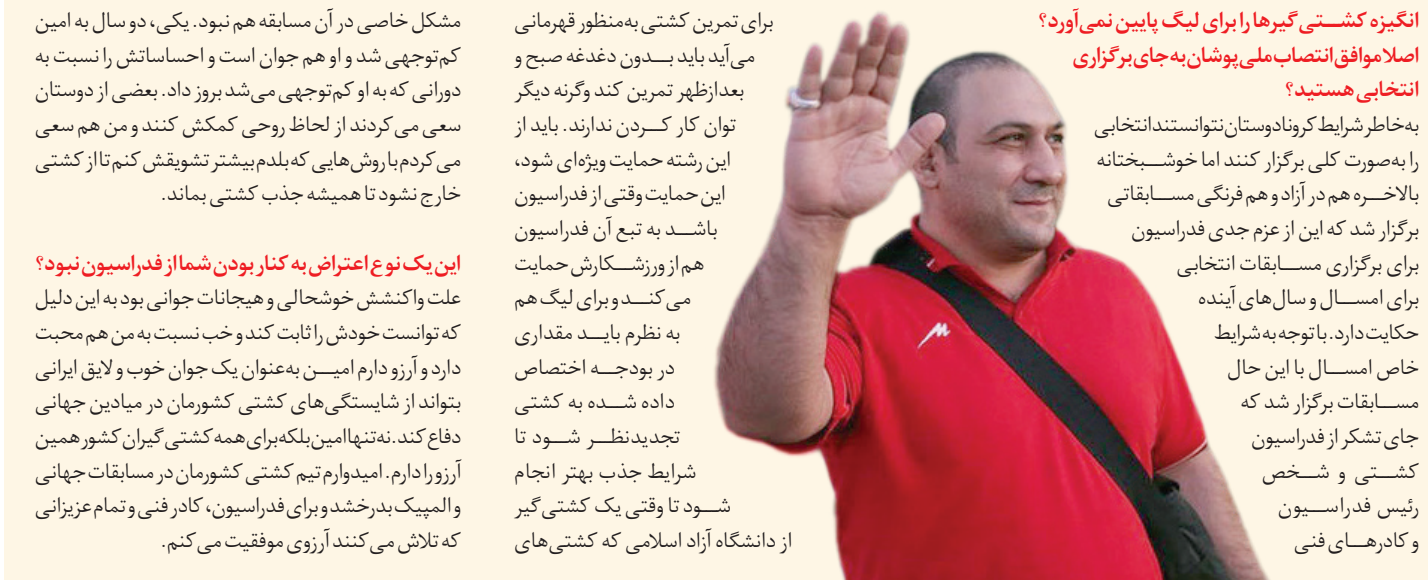 انگیزه کشتی‌گیرها را برای لیگ پایین نمی‌آورد؟
اصلا موافق انتصاب ملی‌پوشان به‌جای برگزاری
انتخابی هستید؟
به‌خاطر شرایط کرونا دوستان نتوانستند انتخابی
را به‌صورت کلی برگزار کنند اما خوشبختانه
بالاخره هم در آزاد و هم فرنگی مسابقاتی
برگزار شد که این از عزم جدی فدراسیون
برای برگزاری مسابقات انتخابی
برای امسال و سال‌های آینده
حکایت دارد. با توجه به شرایط
خاص امسال با این حال
مسابقات برگزار شد که
جای تشکر از فدراسیون
کشتی و شخص
رئیس فدراسیون
و کادرهای فنی
برای تمرین کشتی به‌منظور قهرمانی
می‌آید باید بدون دغدغه صبح و
بعدازظهر تمرین کند وگرنه دیگر
توان کار کردن ندارند. باید از
این رشته حمایت ویژه‌ای شود،
این حمایت وقتی از فدراسیون
باشد به تبع آن فدراسیون
هم از ورزشکارش حمایت
می‌کند و برای لیگ هم
به نظرم باید مقداری
در بودجه اختصاص
داده شده به کشتی
تجدیدنظر شود تا
شرایط جذب بهتر انجام
شود تا وقتی یک کشتی‌گیر
از دانشگاه آزاد اسلامی که کشتی‌های
مشکل خاصی در آن مسابقه هم نبود. یکی، دو سال به امین
کم‌توجهی شد و او هم جوان است و احساساتش را نسبت به
دورانی که به او کم‌توجهی می‌شد بروز داد. بعضی از دوستان
سعی می‌کردند از لحاظ روحی کمکش کنند و من هم سعی
می‌کردم با روش‌هایی که بلدم بیشتر تشویقش کنم تا از کشتی
خارج نشود تا همیشه جذب کشتی بماند.
این یک نوع اعتراض به کنار بودن شما از فدراسیون نبود؟
علت واکنشش خوشحالی و هیجانات جوانی بود به این دلیل
که توانست خودش را ثابت کند و خب نسبت به من هم محبت
دارد و آرزو دارم امین به‌عنوان یک جوان خوب و لایق ایرانی
بتواند از شایستگی‌های کشتی کشورمان در میادین جهانی
دفاع کند. نه‌تنها امین بلکه برای همه کشتی‌گیران کشور همین
آرزو را دارم. امیدوارم تیم کشتی کشورمان در مسابقات جهانی
و المپیک بدرخشد و برای فدراسیون، کادر فنی و تمام عزیزانی
که تلاش می‌کنند آرزوی موفقیت می‌کنم.